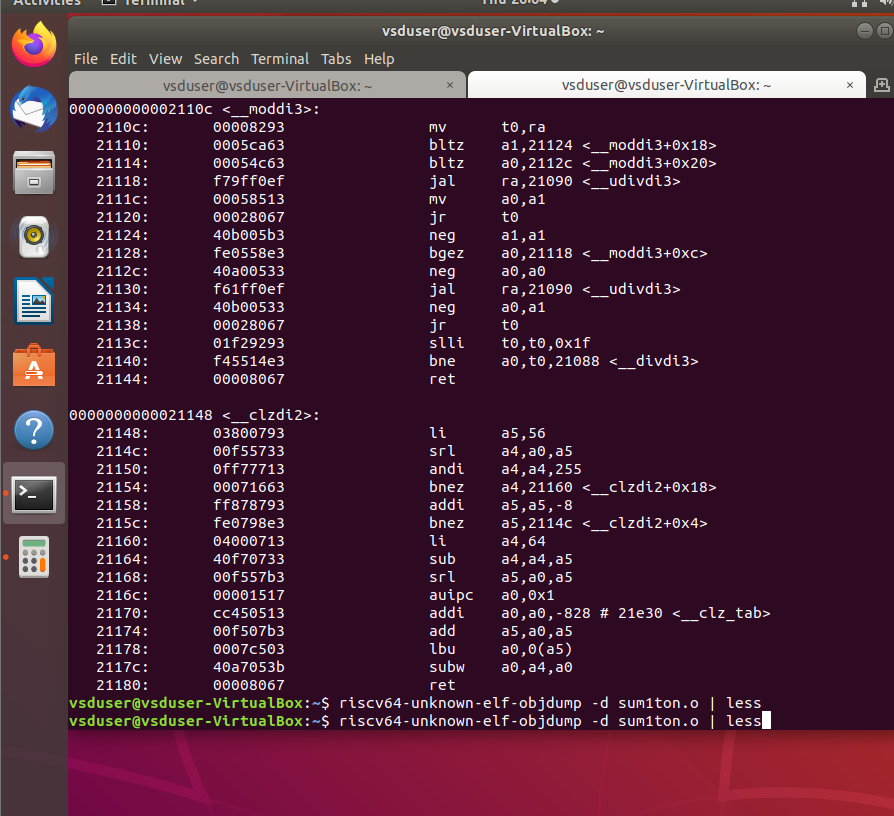 Activities Terminal Thu 20:04
vsduser@vsduser-VirtualBox: ~
File Edit View Search Terminal Tabs Help
vsduser@vsduser-VirtualBox: ~ × vsduser@vsduser-VirtualBox: ~ ×
000000000002110c <__moddi3>:
2110c: 00008293 mv t0,ra
21110: 0005ca63 bltz a1,21124 <__moddi3+0x18>
21114: 00054c63 bltz a0,2112c <__moddi3+0x20>
21118: f79ff0ef jal ra,21090 <__udivdi3>
2111c: 00058513 mv a0,a1
21120: 00028067 jr t0
21124: 40b005b3 neg a1,a1
21128: fe0558e3 bgez a0,21118 <__moddi3+0xc>
2112c: 40a00533 neg a0,a0
21130: f61ff0ef jal ra,21090 <__udivdi3>
21134: 40b00533 neg a0,a1
21138: 00028067 jr t0
2113c: 01f29293 slli t0,t0,0x1f
21140: f45514e3 bne a0,t0,21088 <__divdi3>
21144: 00008067 ret
0000000000021148 <__clzdi2>:
21148: 03800793 li a5,56
2114c: 00f55733 srl a4,a0,a5
21150: 0ff77713 andi a4,a4,255
21154: 00071663 bnez a4,21160 <__clzdi2+0x18>
21158: ff878793 addi a5,a5,-8
2115c: fe0798e3 bnez a5,2114c <__clzdi2+0x4>
21160: 04000713 li a4,64
21164: 40f70733 sub a4,a4,a5
21168: 00f557b3 srl a5,a0,a5
2116c: 00001517 auipc a0,0x1
21170: cc450513 addi a0,a0,-828 # 21e30 <__clz_tab>
21174: 00f507b3 add a5,a0,a5
21178: 0007c503 lbu a0,0(a5)
2117c: 40a7053b subw a0,a4,a0
21180: 00008067 ret
vsduser@vsduser-VirtualBox:~$ riscv64-unknown-elf-objdump -d sum1ton.o | less
vsduser@vsduser-VirtualBox:~$ riscv64-unknown-elf-objdump -d sum1ton.o | less